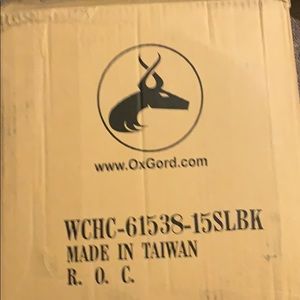 www.OxGord.com
WCHC-61538-15SLBK
MADE IN TAIWAN
R. O. C.